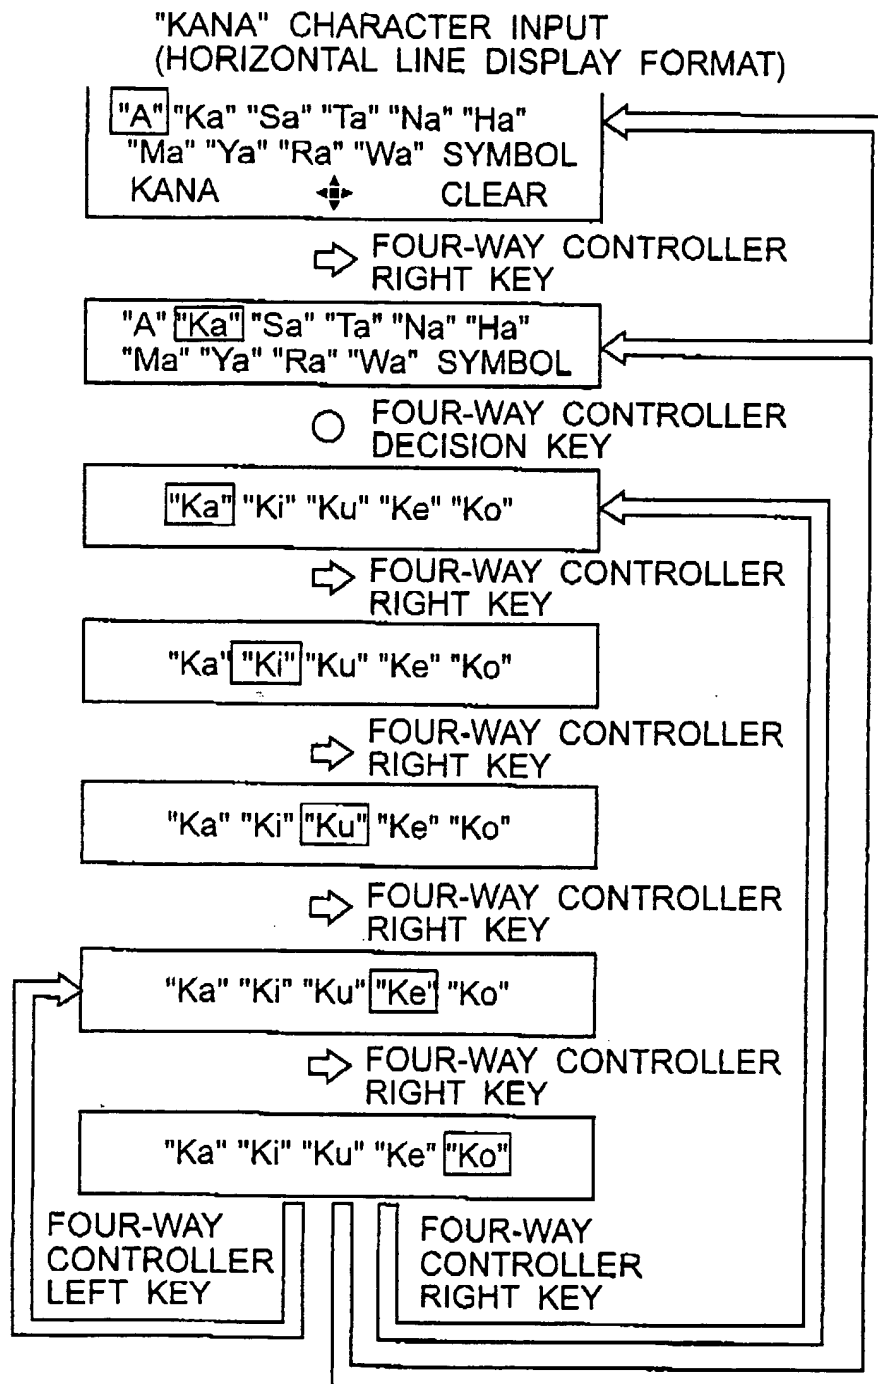 "KANA" CHARACTER INPUT
(HORIZONTAL LINE DISPLAY FORMAT)
"A" "Ka" "Sa" "Ta" "Na" "Ha"
"Ma" "Ya" "Ra" "Wa" SYMBOL
KANA CLEAR
FOUR-WAY CONTROLLER
RIGHT KEY
"A" "Ka" "Sa" "Ta" "Na" "Ha"
"Ma" "Ya" "Ra" "Wa" SYMBOL
FOUR-WAY CONTROLLER
DECISION KEY
"Ka" "Ki" "Ku" "Ke" "Ko"
FOUR-WAY CONTROLLER
RIGHT KEY
"Ka" "Ki" "Ku" "Ke" "Ko"
FOUR-WAY CONTROLLER
RIGHT KEY
"Ka" "Ki" "Ku" "Ke" "Ko"
FOUR-WAY CONTROLLER
RIGHT KEY
"Ka" "Ki" "Ku" "Ke" "Ko"
FOUR-WAY CONTROLLER
RIGHT KEY
"Ka" "Ki" "Ku" "Ke" "Ko"
FOUR-WAY
CONTROLLER
LEFT KEY
FOUR-WAY
CONTROLLER
RIGHT KEY